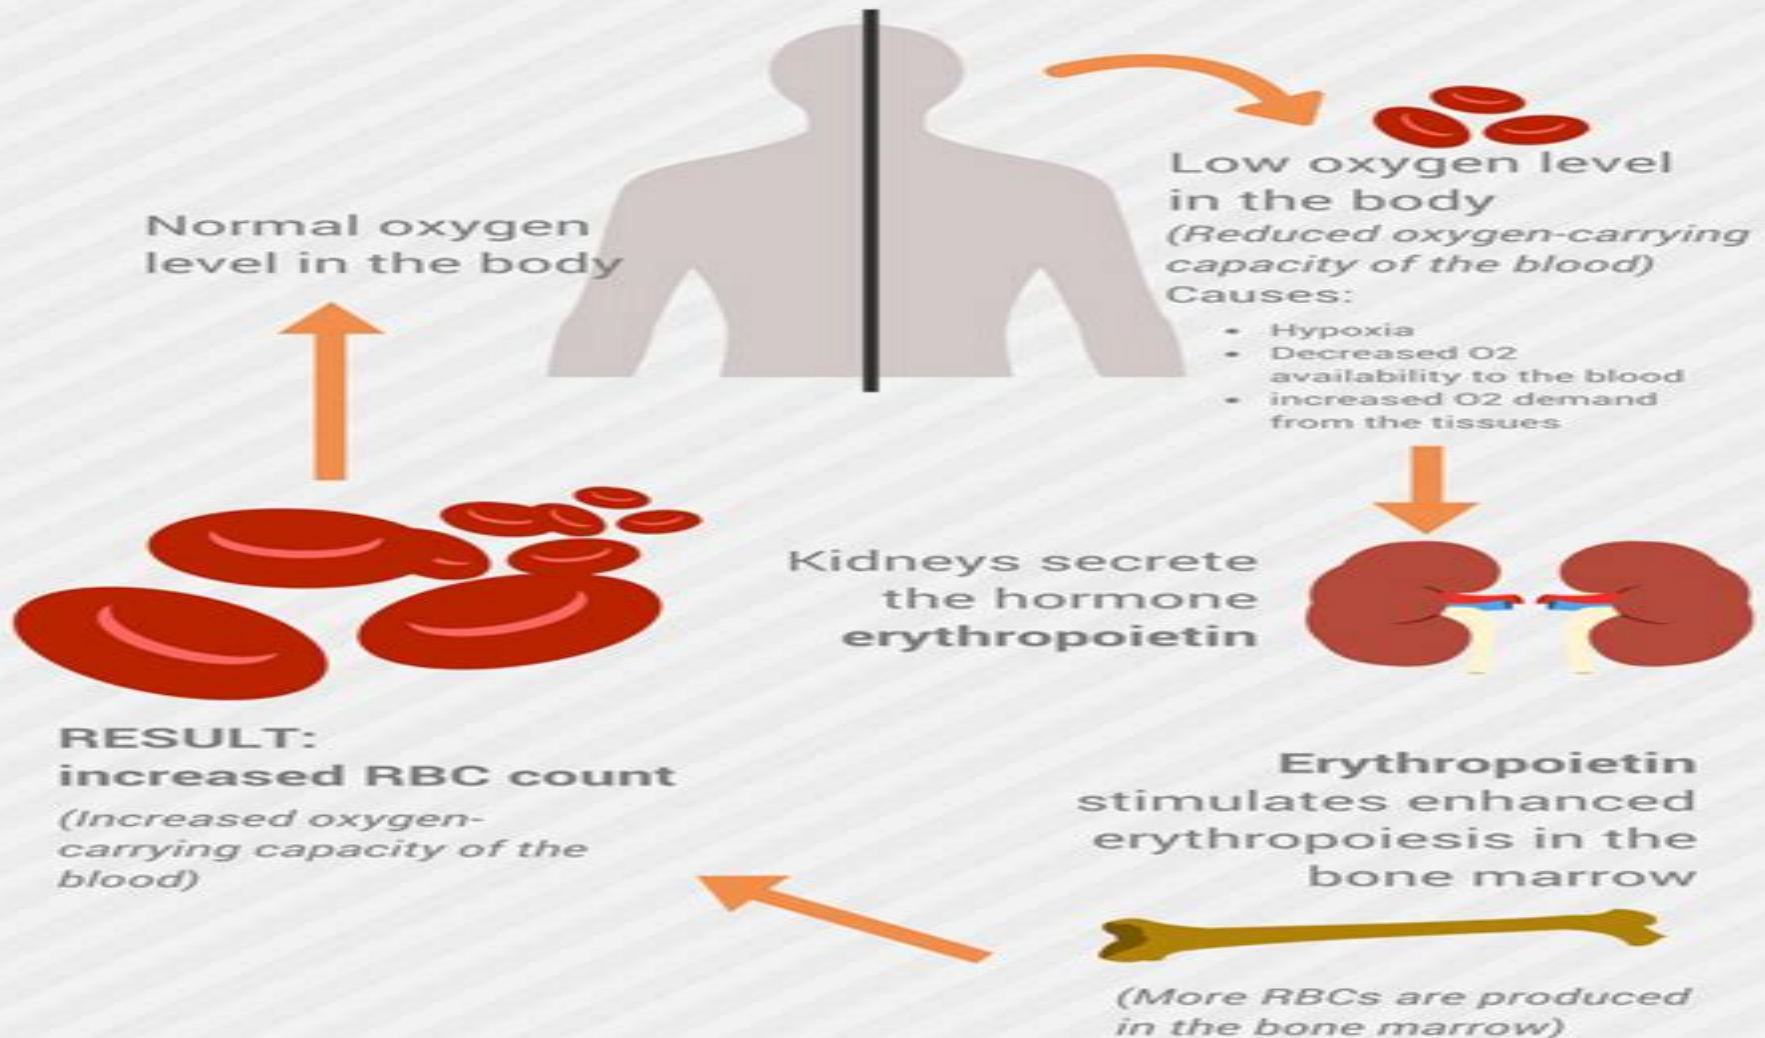 Low oxygen level
in the body
(Reduced oxygen-carrying
capacity of the blood)
Causes:
• Hypoxia
• Decreased O2
availability to the blood
• increased O2 demand
from the tissues
Kidneys secrete
the hormone
erythropoietin
Erythropoietin
stimulates enhanced
erythropoiesis in the
bone marrow
(More RBCs are produced
in the bone marrow)
RESULT:
increased RBC count
(Increased oxygen-
carrying capacity of the
blood)
Normal oxygen
level in the body